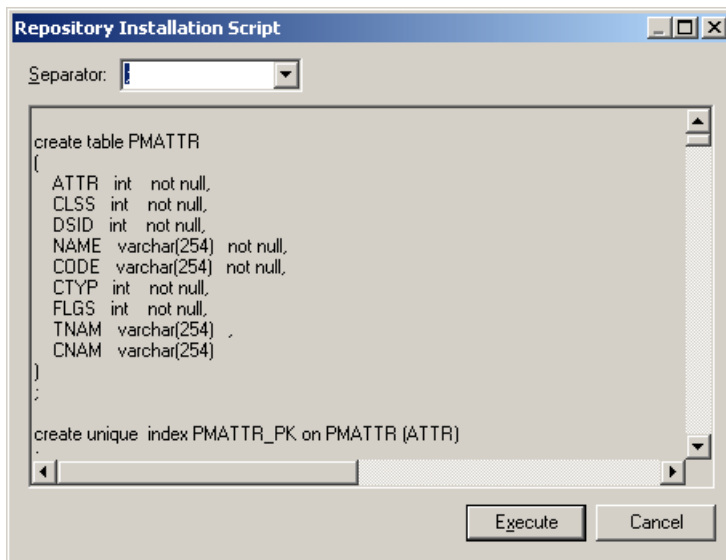 Repository Installation Script
Separator: ;
create table PMATTR
(
ATTR int not null,
CLSS int not null,
DSID int not null,
NAME varchar(254) not null,
CODE varchar(254) not null,
CTYP int not null,
FLGS int not null,
TNAM varchar(254) ,
CNAM varchar(254)
)
;
create unique index PMATTR_PK on PMATTR (ATTR)
Execute Cancel